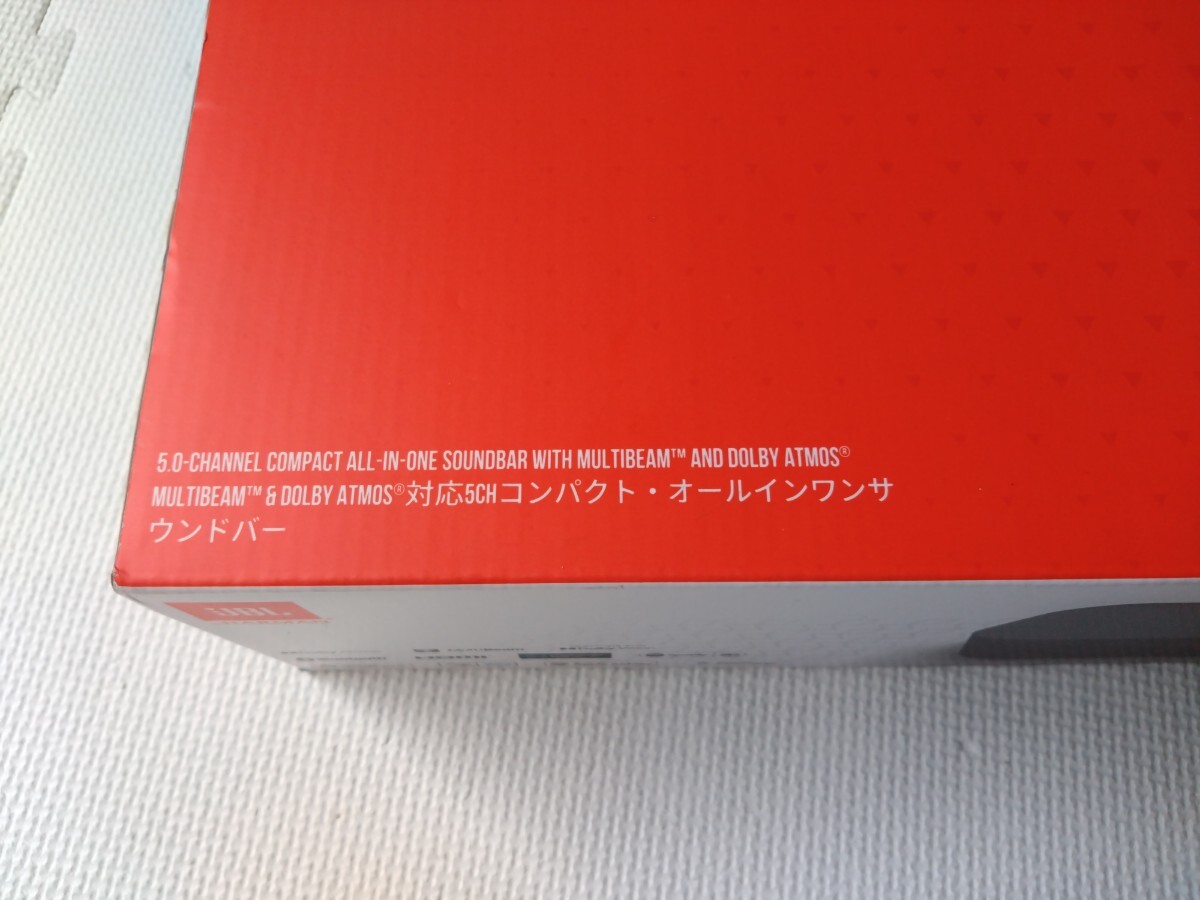 5.0-CHANNEL COMPACT ALL-IN-ONE SOUNDBAR WITH MULTIBEAM™ AND DOLBY ATMOS®
MULTIBEAM™ & DOLBY ATMOS®対応5CHコンパクト・オールインワンサ
ウンドバー
JBL